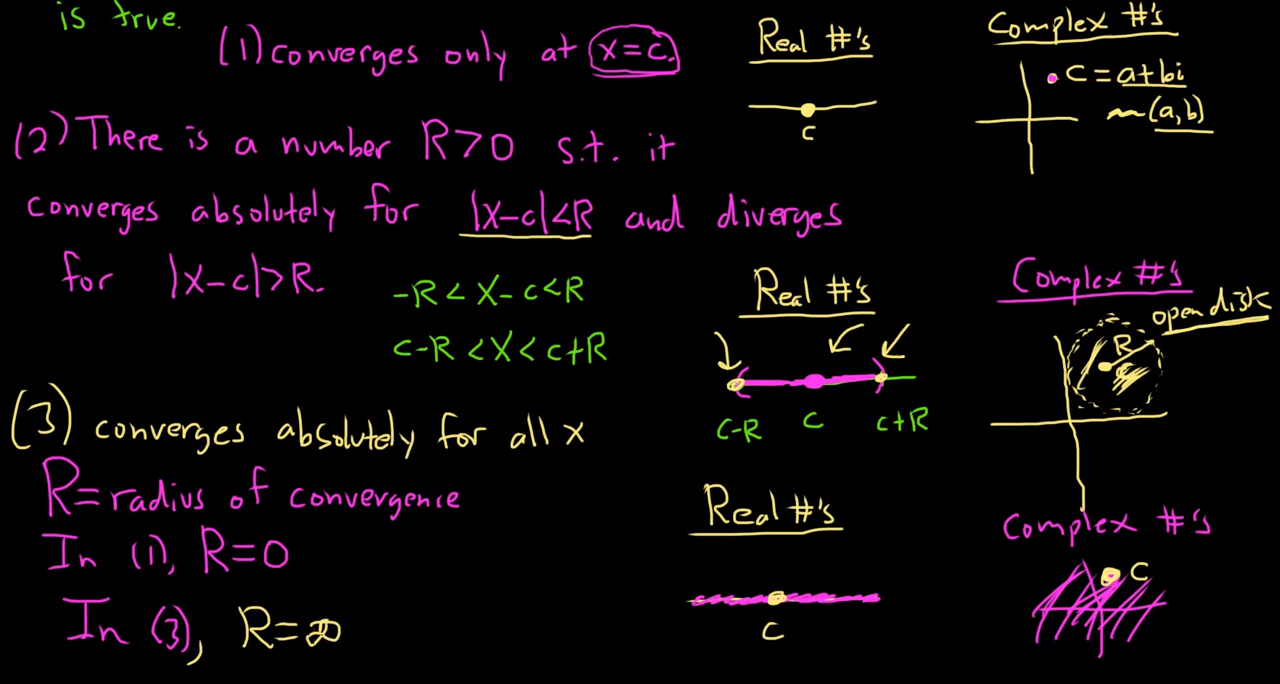 is true.
(1) converges only at x=c.
Real #'s
c
Complex #'s
c = a+bi
(a,b)
(2) There is a number R>0 s.t. it
converges absolutely for |x-c|<R and diverges
for |x-c|>R.
-R < x-c < R
c-R < x < c+R
Real #'s
c-R c c+R
Complex #'s
open disk
R
c
(3) converges absolutely for all x
R = radius of convergence
In (1), R=0
In (3), R=∞
Real #'s
c
Complex #'s
c